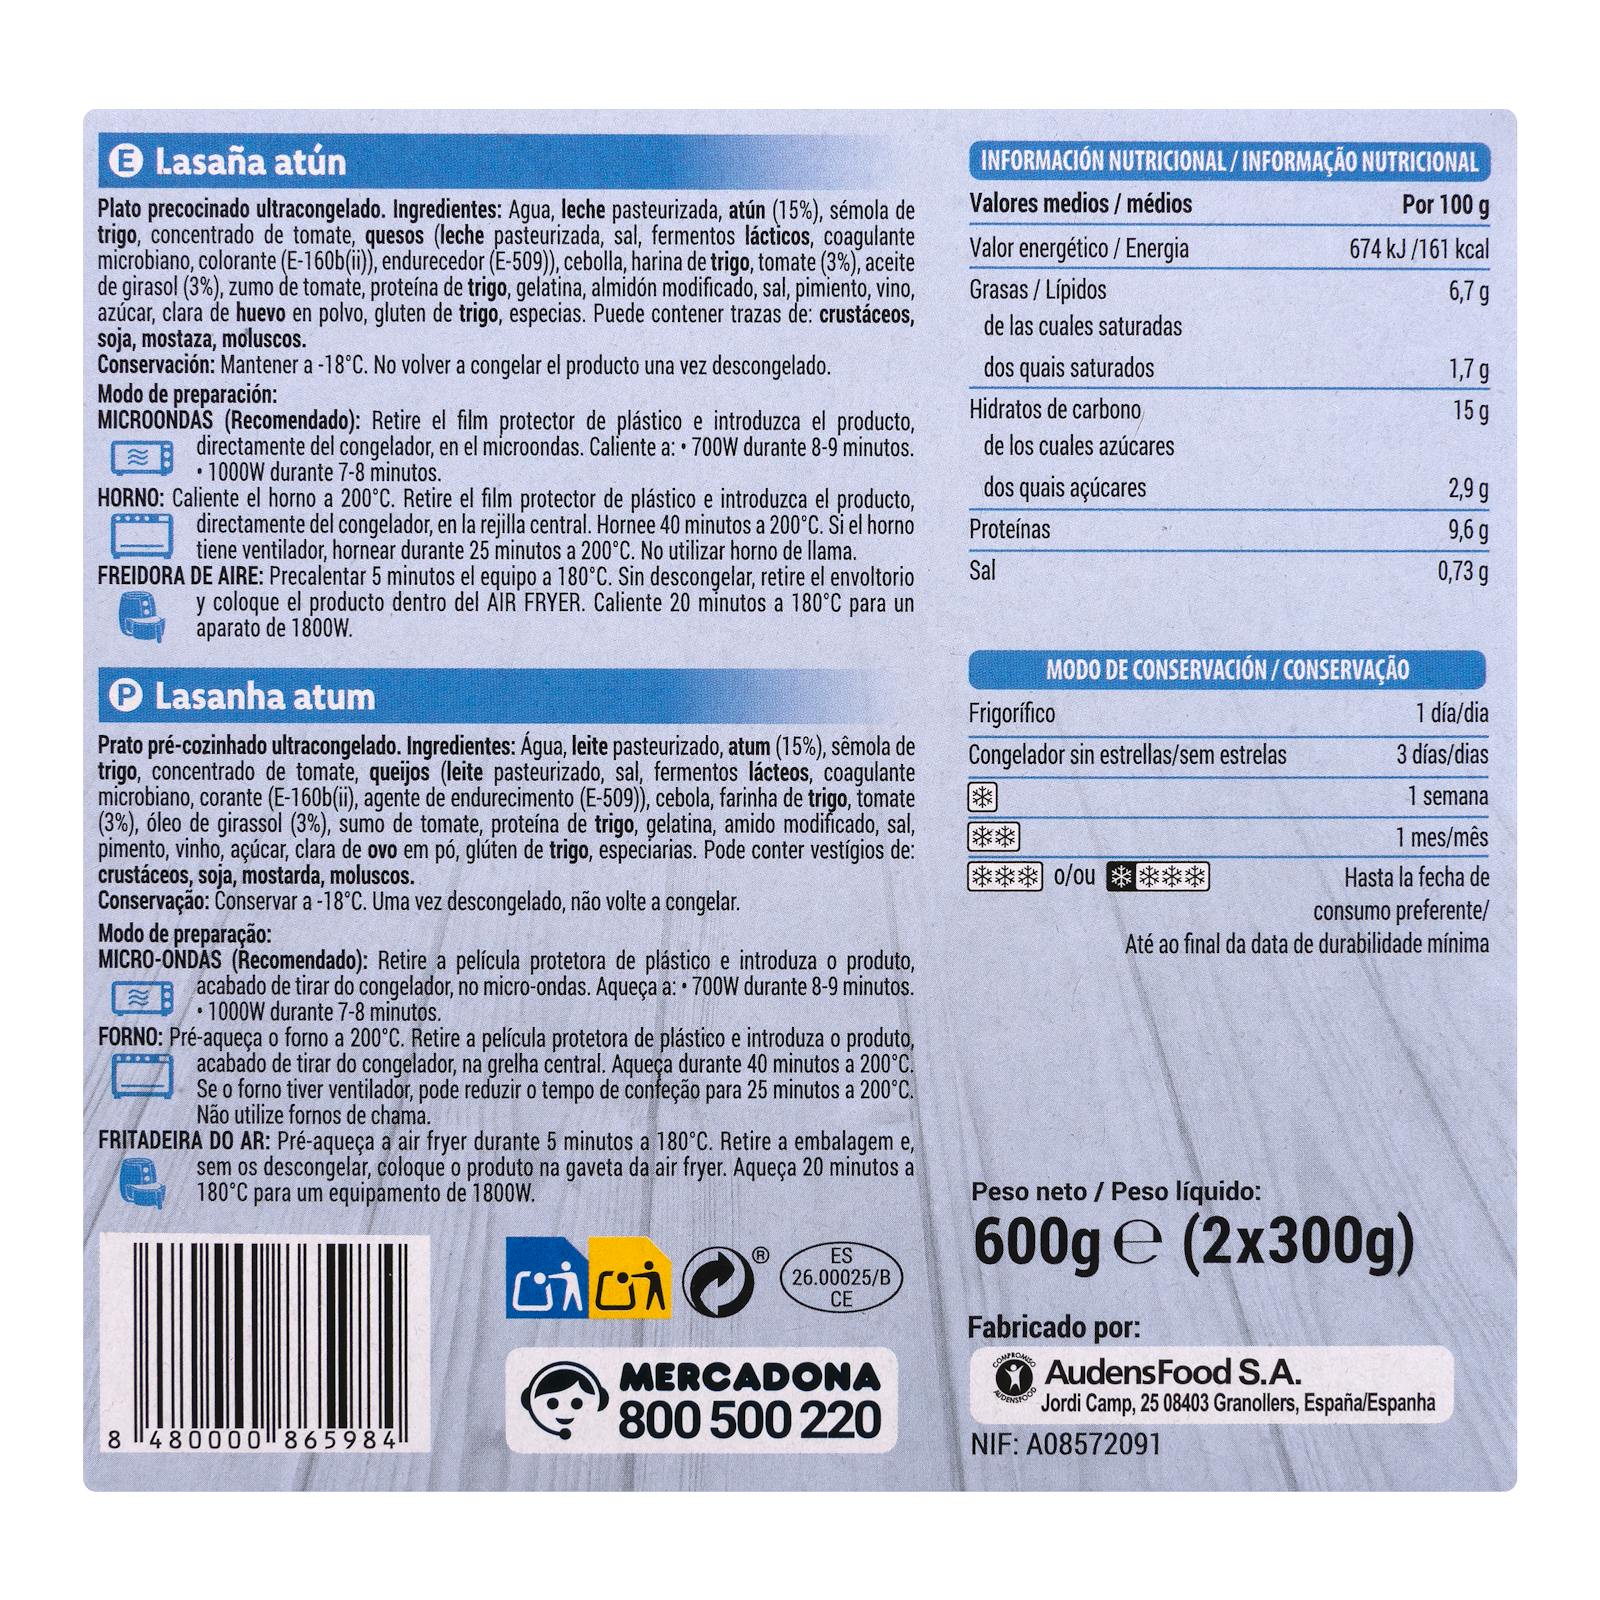 E Lasaña atún
Plato precocinado ultracongelado. Ingredientes: Agua, leche pasteurizada, atún (15%), sémola de
trigo, concentrado de tomate, quesos (leche pasteurizada, sal, fermentos lácticos, coagulante
microbiano, colorante (E-160b(ii)), endurecedor (E-509)), cebolla, harina de trigo, tomate (3%), aceite
de girasol (3%), zumo de tomate, proteína de trigo, gelatina, almidón modificado, sal, pimiento, vino,
azúcar, clara de huevo en polvo, gluten de trigo, especias. Puede contener trazas de: crustáceos,
soja, mostaza, moluscos.
Conservación: Mantener a -18°C. No volver a congelar el producto una vez descongelado.
Modo de preparación:
MICROONDAS (Recomendado): Retire el film protector de plástico e introduzca el producto,
directamente del congelador, en el microondas. Caliente a: • 700W durante 8-9 minutos.
• 1000W durante 7-8 minutos.
HORNO: Caliente el horno a 200°C. Retire el film protector de plástico e introduzca el producto,
directamente del congelador, en la rejilla central. Hornee 40 minutos a 200°C. Si el horno
tiene ventilador, hornear durante 25 minutos a 200°C. No utilizar horno de llama.
FREIDORA DE AIRE: Precalentar 5 minutos el equipo a 180°C. Sin descongelar, retire el envoltorio
y coloque el producto dentro del AIR FRYER. Caliente 20 minutos a 180°C para un
aparato de 1800W.
P Lasanha atum
Prato pré-cozinhado ultracongelado. Ingredientes: Água, leite pasteurizado, atum (15%), sêmola de
trigo, concentrado de tomate, queijos (leite pasteurizado, sal, fermentos lácteos, coagulante
microbiano, corante (E-160b(ii), agente de endurecimento (E-509)), cebola, farinha de trigo, tomate
(3%), óleo de girassol (3%), sumo de tomate, proteína de trigo, gelatina, amido modificado, sal,
pimento, vinho, açúcar, clara de ovo em pó, glúten de trigo, especiarias. Pode conter vestígios de:
crustáceos, soja, mostarda, moluscos.
Conservação: Conservar a -18°C. Uma vez descongelado, não volte a congelar.
Modo de preparação:
MICRO-ONDAS (Recomendado): Retire a película protetora de plástico e introduza o produto,
acabado de tirar do congelador, no micro-ondas. Aqueça a: • 700W durante 8-9 minutos.
• 1000W durante 7-8 minutos.
FORNO: Pré-aqueça o forno a 200°C. Retire a película protetora de plástico e introduza o produto,
acabado de tirar do congelador, na grelha central. Aqueça durante 40 minutos a 200°C.
Se o forno tiver ventilador, pode reduzir o tempo de confeção para 25 minutos a 200°C.
Não utilize fornos de chama.
FRITADEIRA DO AR: Pré-aqueça a air fryer durante 5 minutos a 180°C. Retire a embalagem e,
sem os descongelar, coloque o produto na gaveta da air fryer. Aqueça 20 minutos a
180°C para um equipamento de 1800W.
8 480000 865984
®
ES
26.00025/B
CE
MERCADONA
800 500 220
INFORMACIÓN NUTRICIONAL / INFORMAÇÃO NUTRICIONAL
Valores medios / médios Por 100 g
Valor energético / Energia 674 kJ /161 kcal
Grasas / Lípidos 6,7 g
de las cuales saturadas
dos quais saturados 1,7 g
Hidratos de carbono 15 g
de los cuales azúcares
dos quais açúcares 2,9 g
Proteínas 9,6 g
Sal 0,73 g
MODO DE CONSERVACIÓN / CONSERVAÇÃO
Frigorífico 1 día/dia
Congelador sin estrellas/sem estrelas 3 días/dias
1 semana
1 mes/mês
o/ou Hasta la fecha de
consumo preferente/
Até ao final da data de durabilidade mínima
Peso neto / Peso líquido:
600g ℮ (2x300g)
Fabricado por:
COMPROMISO
AUDENSFOOD
AudensFood S.A.
Jordi Camp, 25 08403 Granollers, España/Espanha
NIF: A08572091